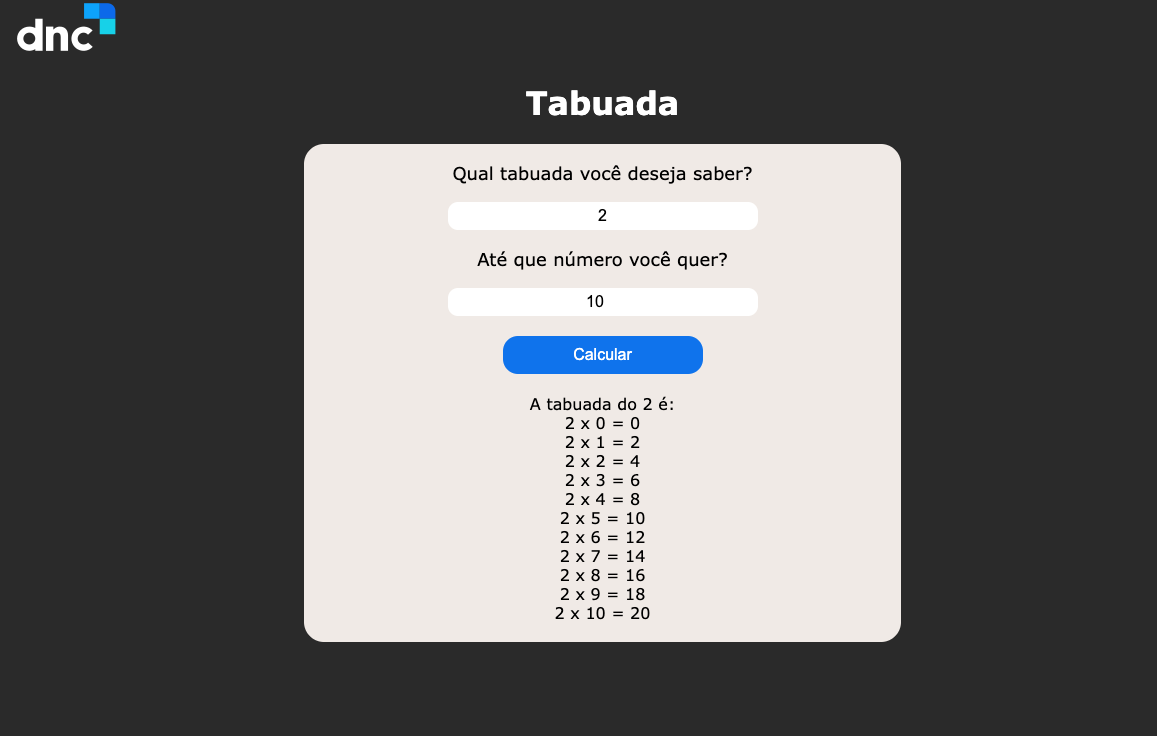 dnc
Tabuada
Qual tabuada você deseja saber?
2
Até que número você quer?
10
Calcular
A tabuada do 2 é:
2 x 0 = 0
2 x 1 = 2
2 x 2 = 4
2 x 3 = 6
2 x 4 = 8
2 x 5 = 10
2 x 6 = 12
2 x 7 = 14
2 x 8 = 16
2 x 9 = 18
2 x 10 = 20